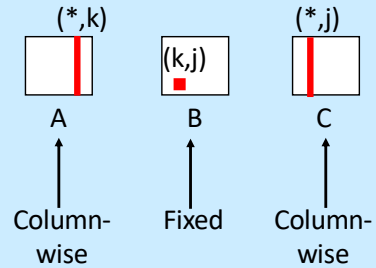 (*,k)
(k,j)
(*,j)
A
B
C
Column-
wise
Fixed
Column-
wise